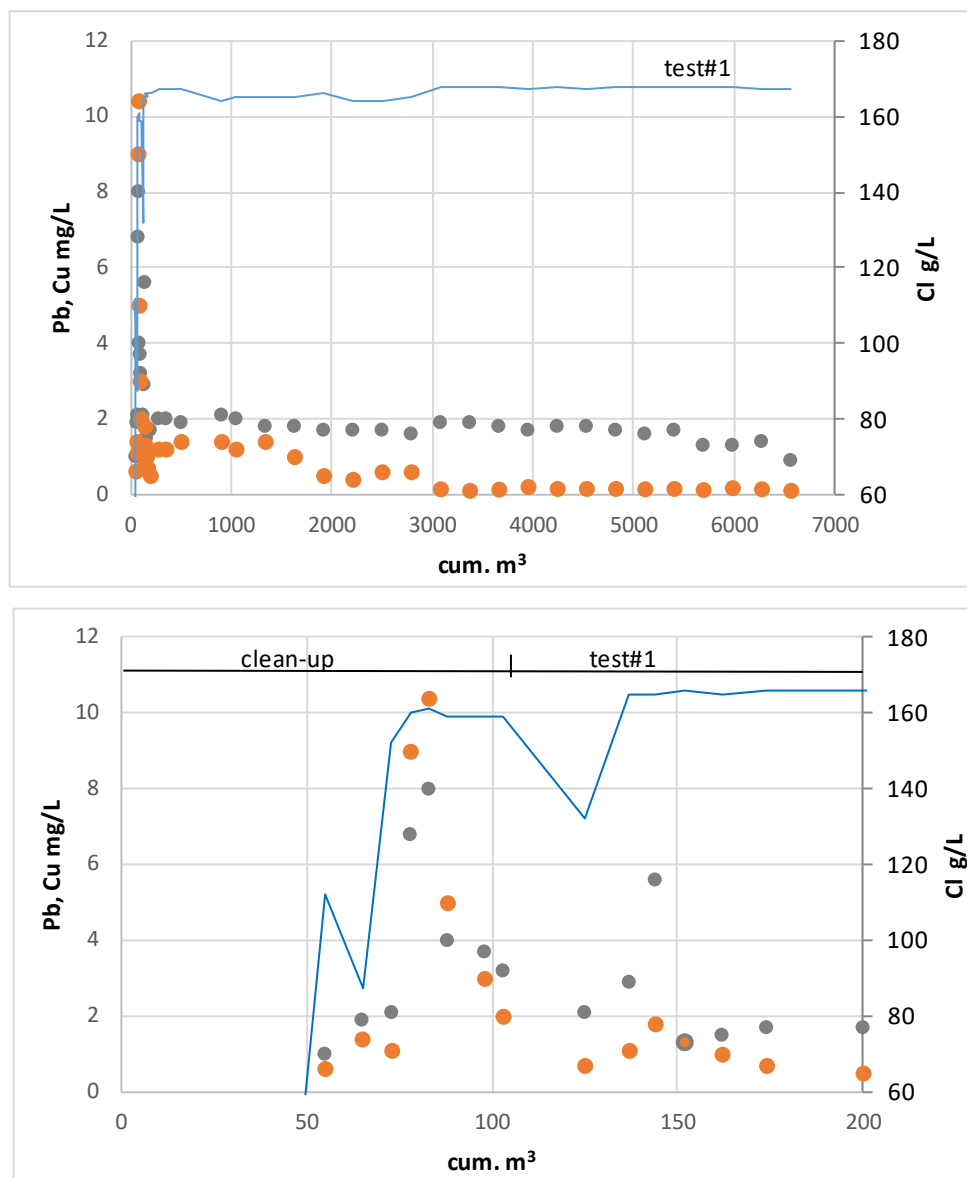 12 180
test#1
10 160
8 140
6 120
4 100
2 80
0 60
0 1000 2000 3000 4000 5000 6000 7000
Pb, Cu mg/L
Cl g/L
cum. m³
12 180
clean-up test#1
10 160
8 140
6 120
4 100
2 80
0 60
0 50 100 150 200
Pb, Cu mg/L
Cl g/L
cum. m³